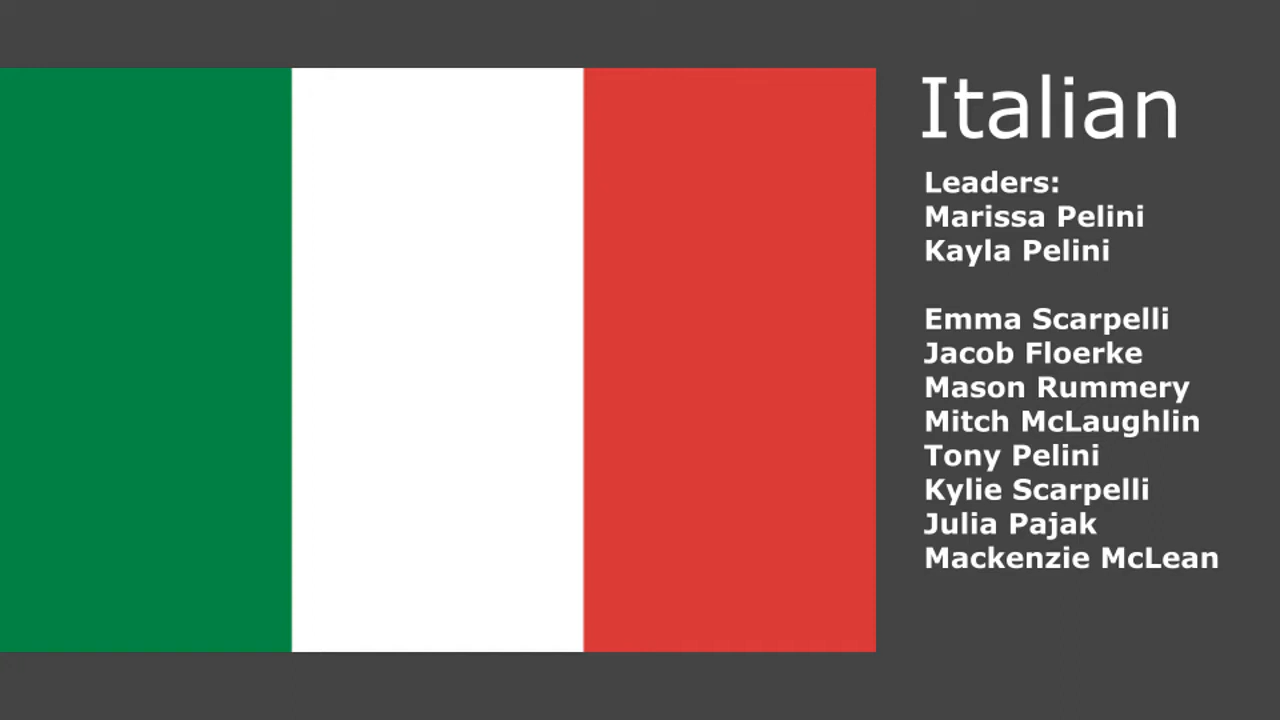 Italian
Leaders:
Marissa Pelini
Kayla Pelini
Emma Scarpelli
Jacob Floerke
Mason Rummery
Mitch McLaughlin
Tony Pelini
Kylie Scarpelli
Julia Pajak
Mackenzie McLean